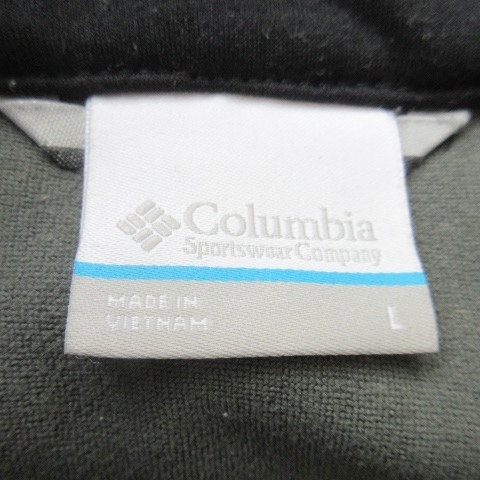 Columbia
Sportswear Company
MADE IN
VIETNAM
L